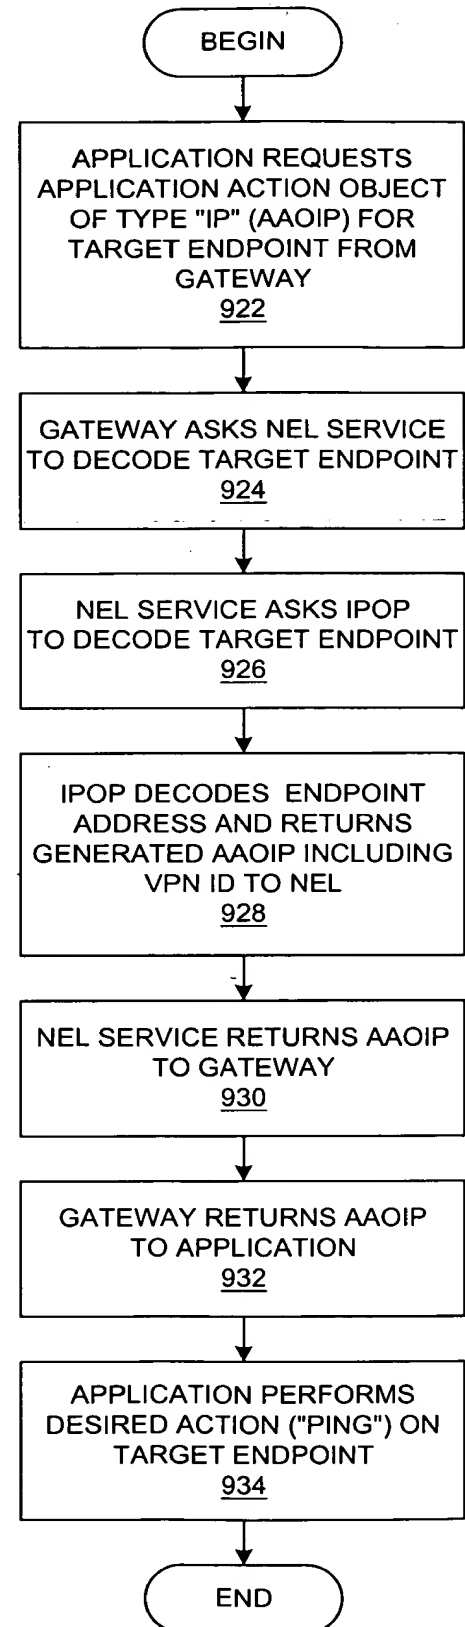 BEGIN
APPLICATION REQUESTS
APPLICATION ACTION OBJECT
OF TYPE "IP" (AAOIP) FOR
TARGET ENDPOINT FROM
GATEWAY
922
GATEWAY ASKS NEL SERVICE
TO DECODE TARGET ENDPOINT
924
NEL SERVICE ASKS IPOP
TO DECODE TARGET ENDPOINT
926
IPOP DECODES ENDPOINT
ADDRESS AND RETURNS
GENERATED AAOIP INCLUDING
VPN ID TO NEL
928
NEL SERVICE RETURNS AAOIP
TO GATEWAY
930
GATEWAY RETURNS AAOIP
TO APPLICATION
932
APPLICATION PERFORMS
DESIRED ACTION ("PING") ON
TARGET ENDPOINT
934
END